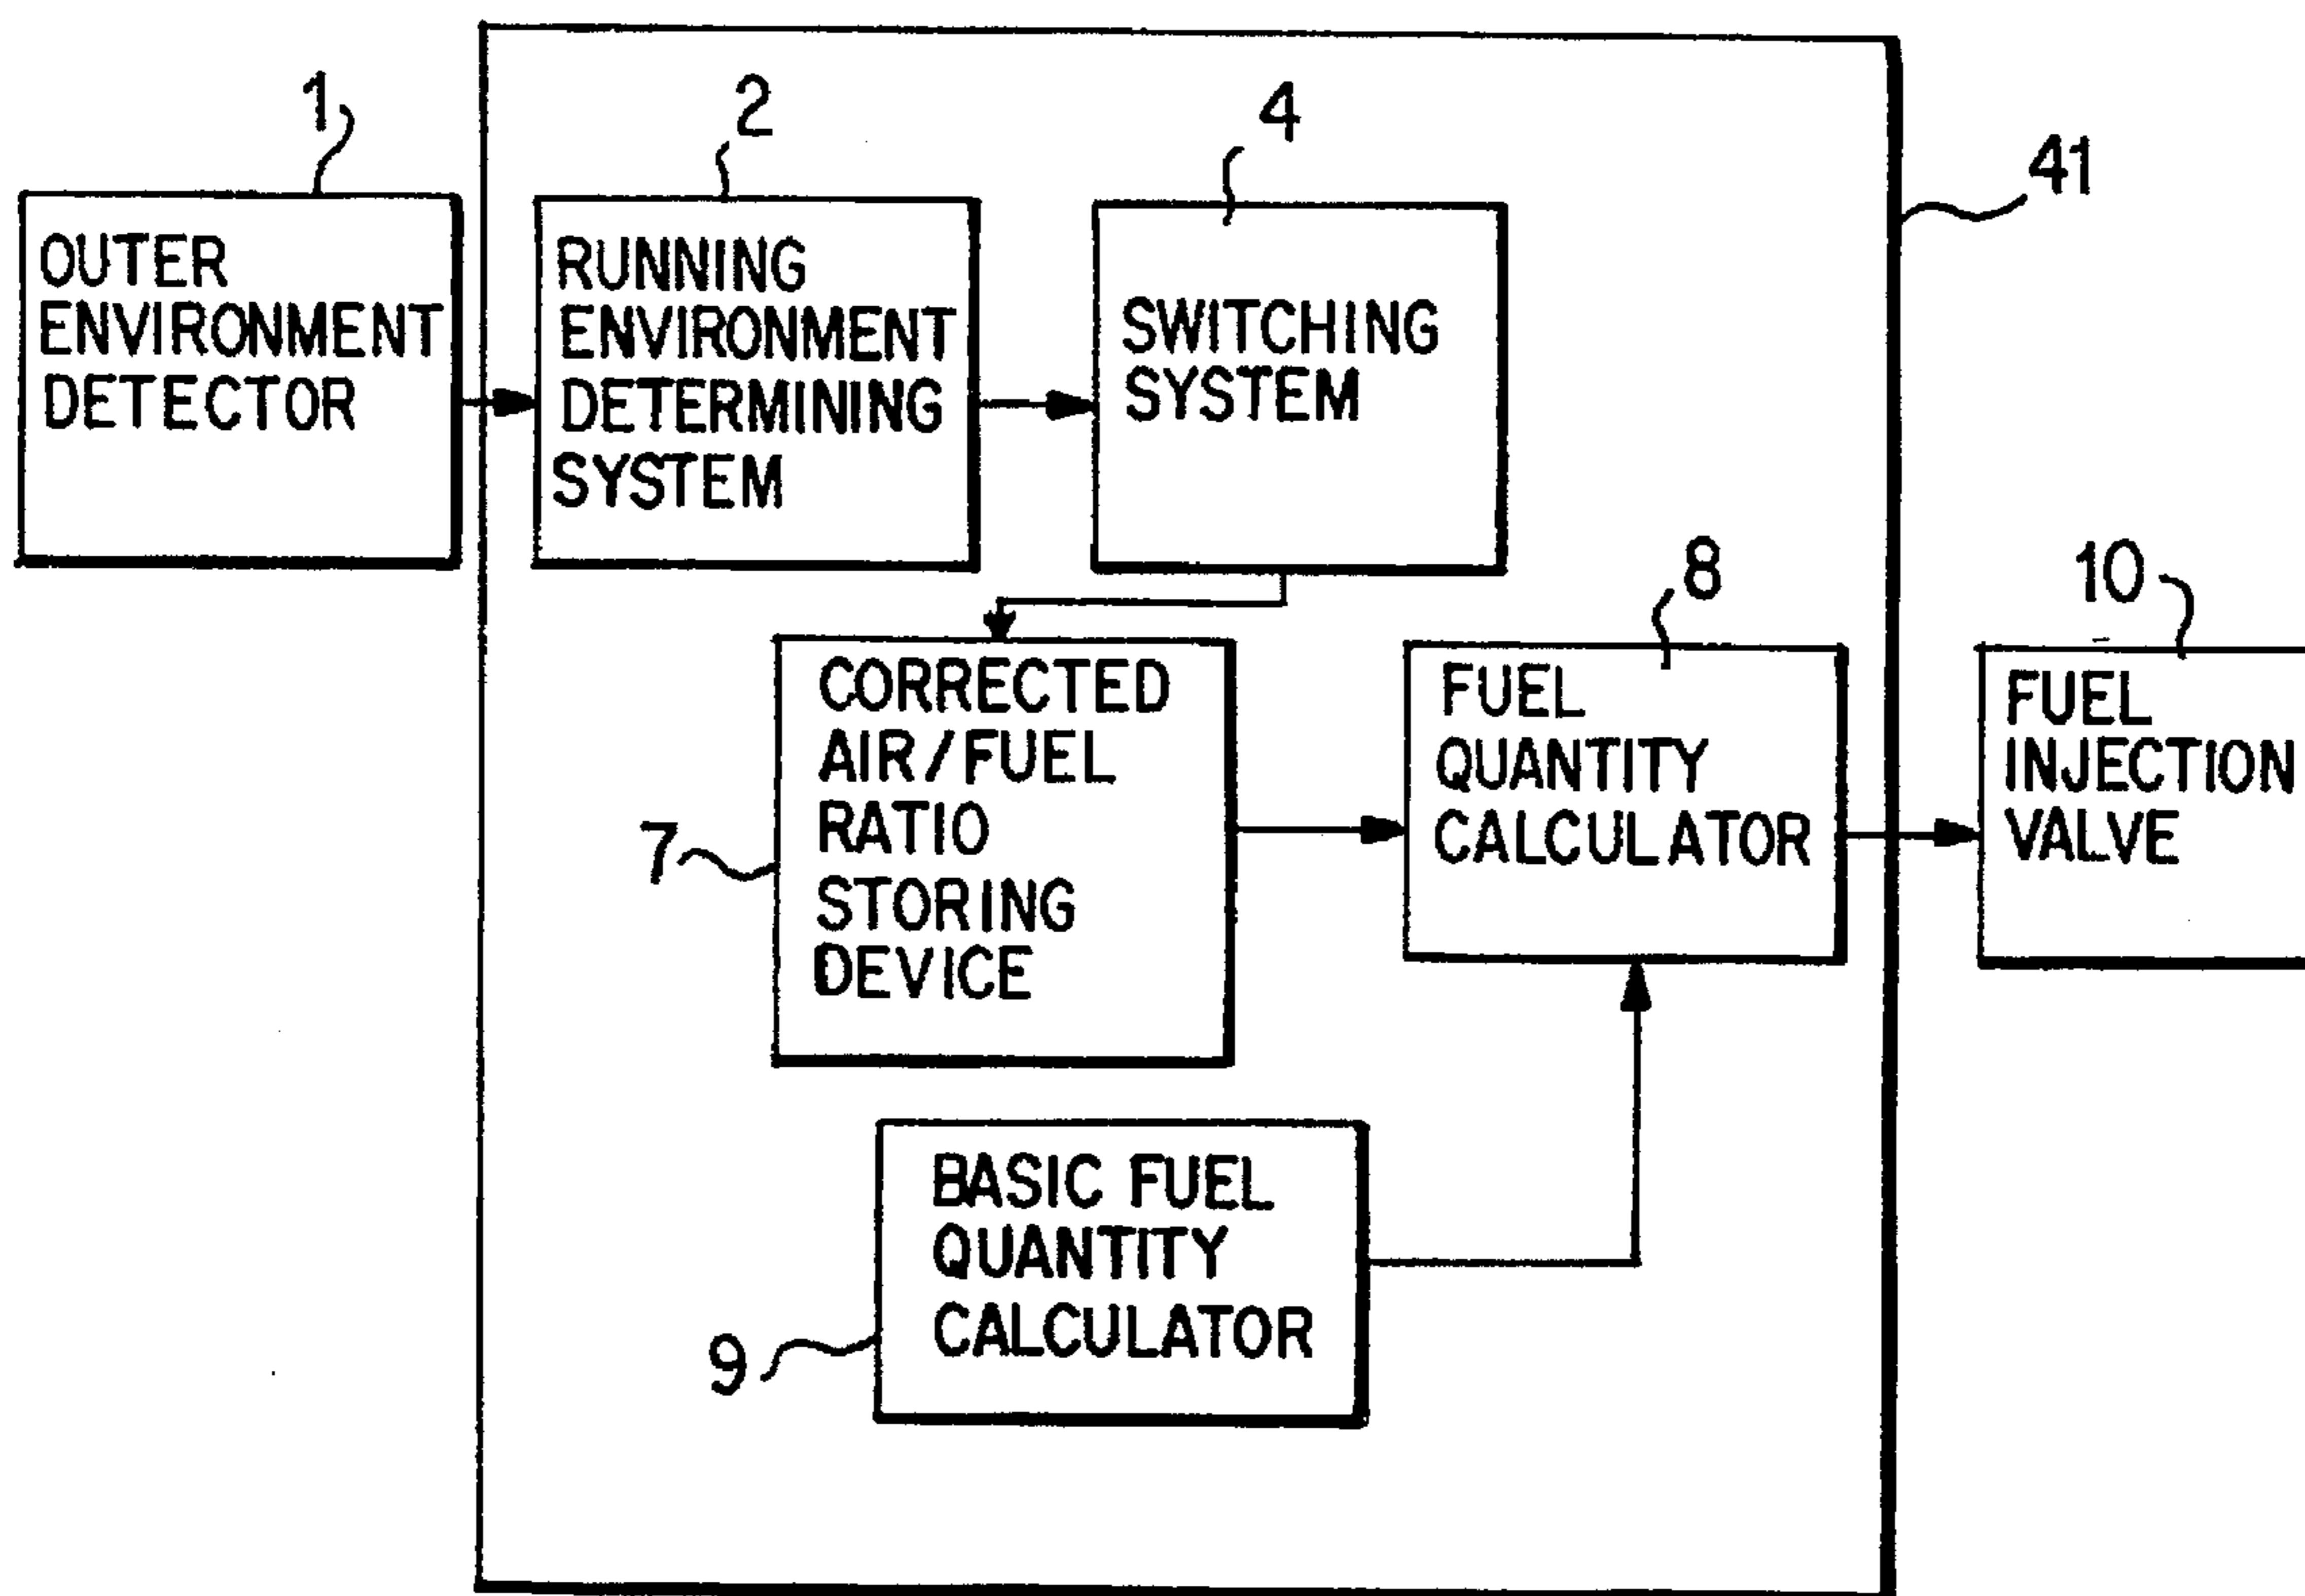 1
2
4
41
OUTER
ENVIRONMENT
DETECTOR
RUNNING
ENVIRONMENT
DETERMINING
SYSTEM
SWITCHING
SYSTEM
7
CORRECTED
AIR/FUEL
RATIO
STORING
DEVICE
8
FUEL
QUANTITY
CALCULATOR
10
FUEL
INJECTION
VALVE
9
BASIC FUEL
QUANTITY
CALCULATOR